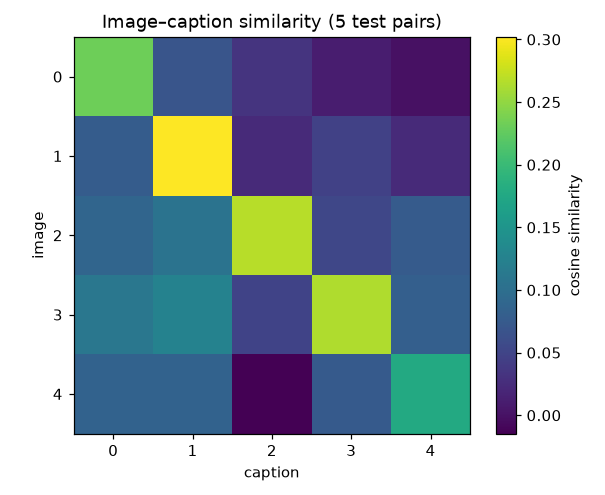 Image–caption similarity (5 test pairs)
0
1
2
3
4
image
0 1 2 3 4
caption
0.30
0.25
0.20
0.15
0.10
0.05
0.00
cosine similarity